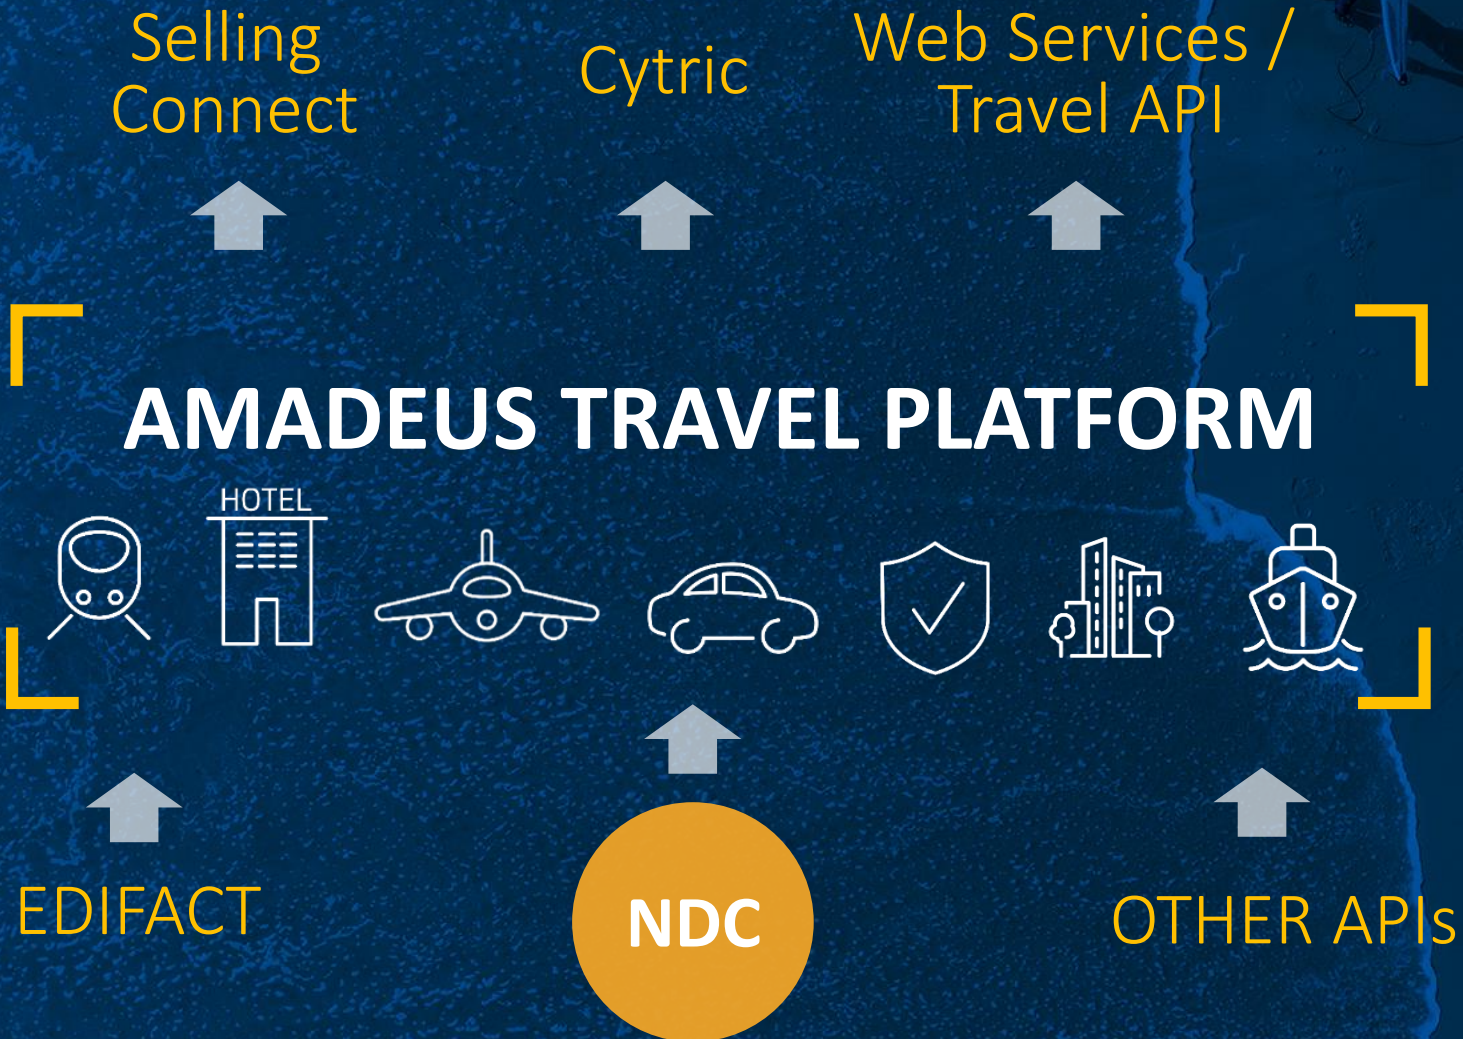 Selling
Connect
Cytric
Web Services /
Travel API
AMADEUS TRAVEL PLATFORM
HOTEL
EDIFACT
NDC
OTHER APIs